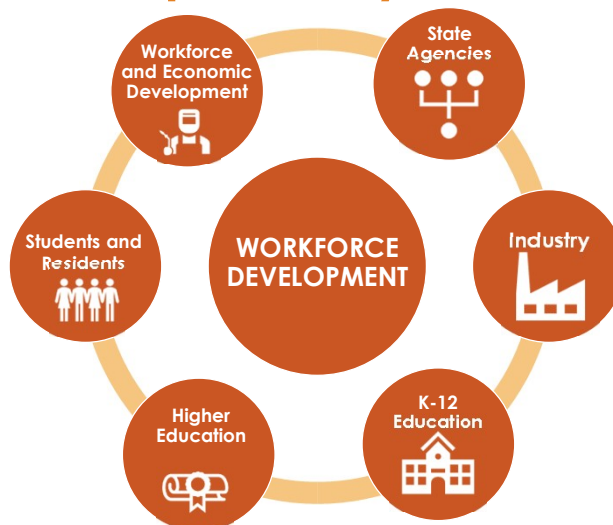 Workforce
and Economic
Development
State
Agencies
Students and
Residents
WORKFORCE
DEVELOPMENT
Industry
Higher
Education
K-12
Education